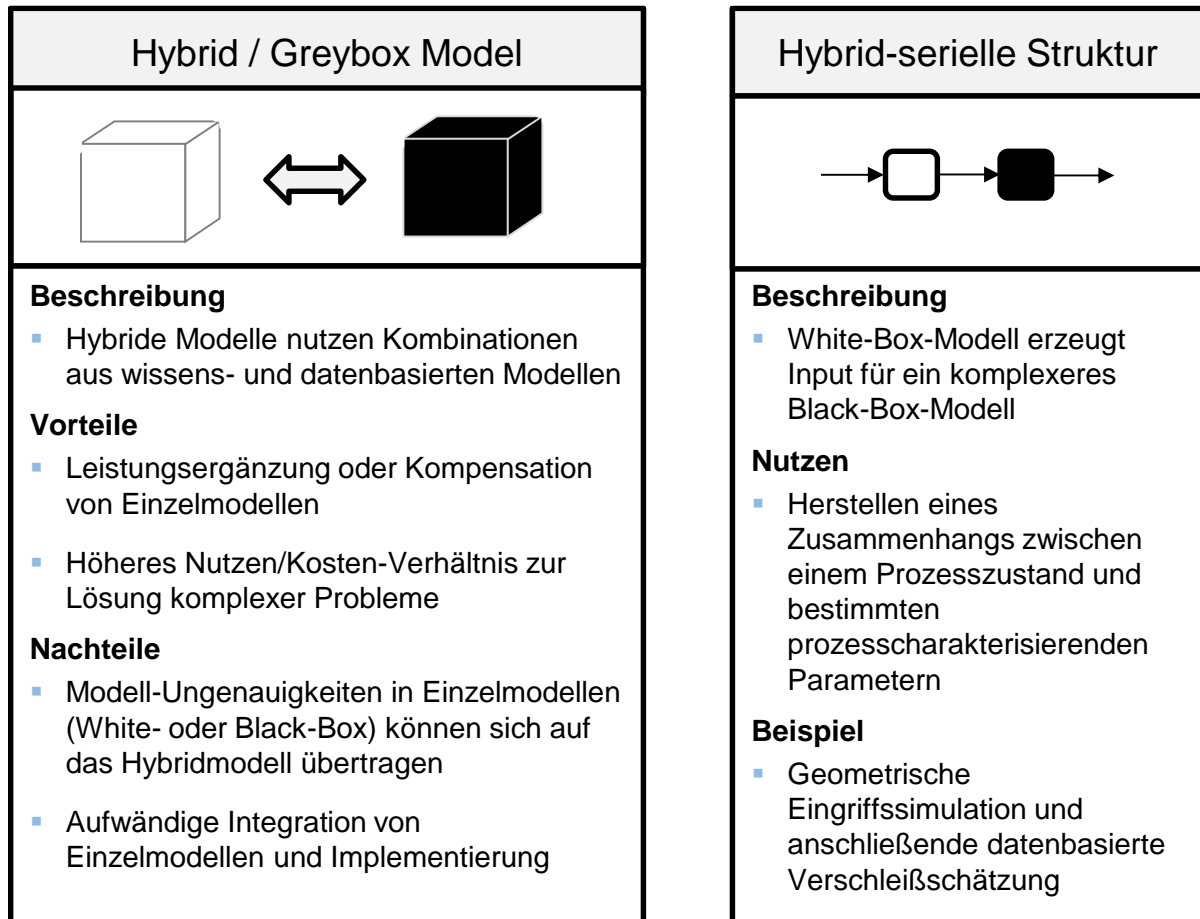 Hybrid / Greybox Model
Beschreibung
▪ Hybride Modelle nutzen Kombinationen
aus wissens- und datenbasierten Modellen
Vorteile
▪ Leistungsergänzung oder Kompensation
von Einzelmodellen
▪ Höheres Nutzen/Kosten-Verhältnis zur
Lösung komplexer Probleme
Nachteile
▪ Modell-Ungenauigkeiten in Einzelmodellen
(White- oder Black-Box) können sich auf
das Hybridmodell übertragen
▪ Aufwändige Integration von
Einzelmodellen und Implementierung
Hybrid-serielle Struktur
Beschreibung
▪ White-Box-Modell erzeugt
Input für ein komplexeres
Black-Box-Modell
Nutzen
▪ Herstellen eines
Zusammenhangs zwischen
einem Prozesszustand und
bestimmten
prozesscharakterisierenden
Parametern
Beispiel
▪ Geometrische
Eingriffssimulation und
anschließende datenbasierte
Verschleißschätzung